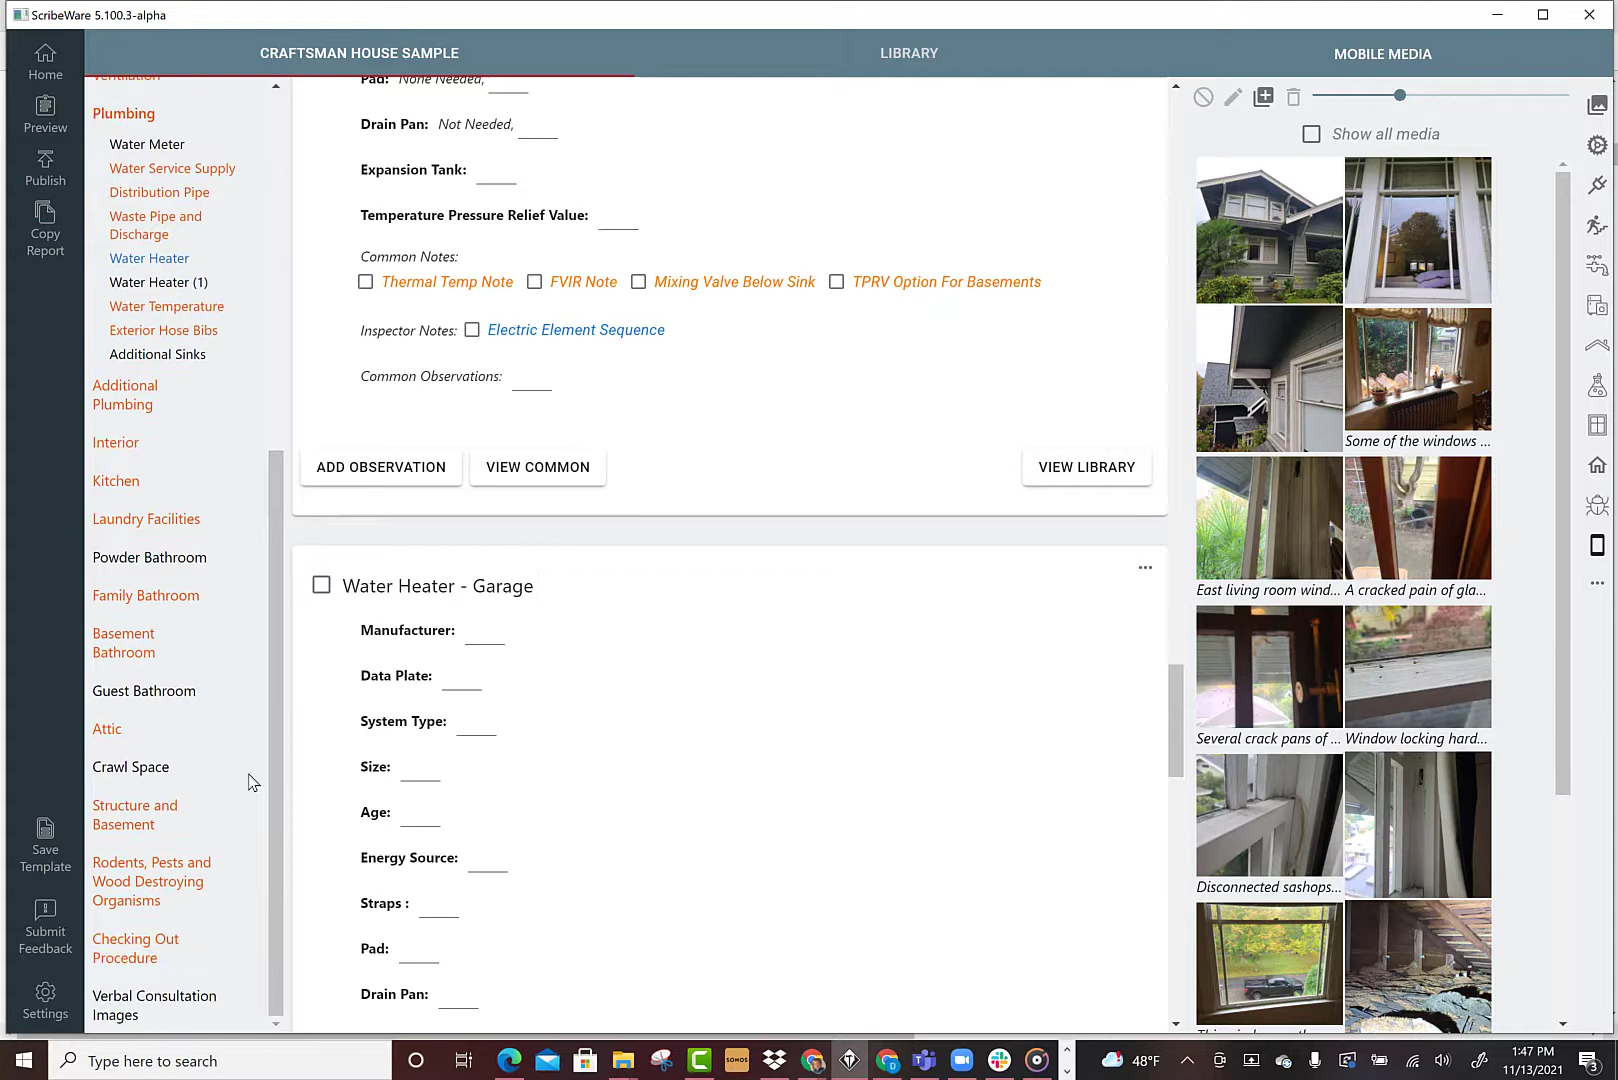 ScribeWare 5.100.3-alpha
CRAFTSMAN HOUSE SAMPLE
LIBRARY
MOBILE MEDIA
Home
Preview
Publish
Copy
Report
Save
Template
Submit
Feedback
Settings
Ventilation
Plumbing
Water Meter
Water Service Supply
Distribution Pipe
Waste Pipe and
Discharge
Water Heater
Water Heater (1)
Water Temperature
Exterior Hose Bibs
Additional Sinks
Additional
Plumbing
Interior
Kitchen
Laundry Facilities
Powder Bathroom
Family Bathroom
Basement
Bathroom
Guest Bathroom
Attic
Crawl Space
Structure and
Basement
Rodents, Pests and
Wood Destroying
Organisms
Checking Out
Procedure
Verbal Consultation
Images
Pad: None Needed,
Drain Pan: Not Needed,
Expansion Tank:
Temperature Pressure Relief Value:
Common Notes:
Thermal Temp Note FVIR Note Mixing Valve Below Sink TPRV Option For Basements
Inspector Notes: Electric Element Sequence
Common Observations:
ADD OBSERVATION VIEW COMMON VIEW LIBRARY
Water Heater - Garage
Manufacturer:
Data Plate:
System Type:
Size:
Age:
Energy Source:
Straps :
Pad:
Drain Pan:
Show all media
Some of the windows ...
East living room wind... A cracked pain of gla...
Several crack pans of ... Window locking hard...
Disconnected sashops...
Type here to search
SONOS
48°F
1:47 PM
11/13/2021
3